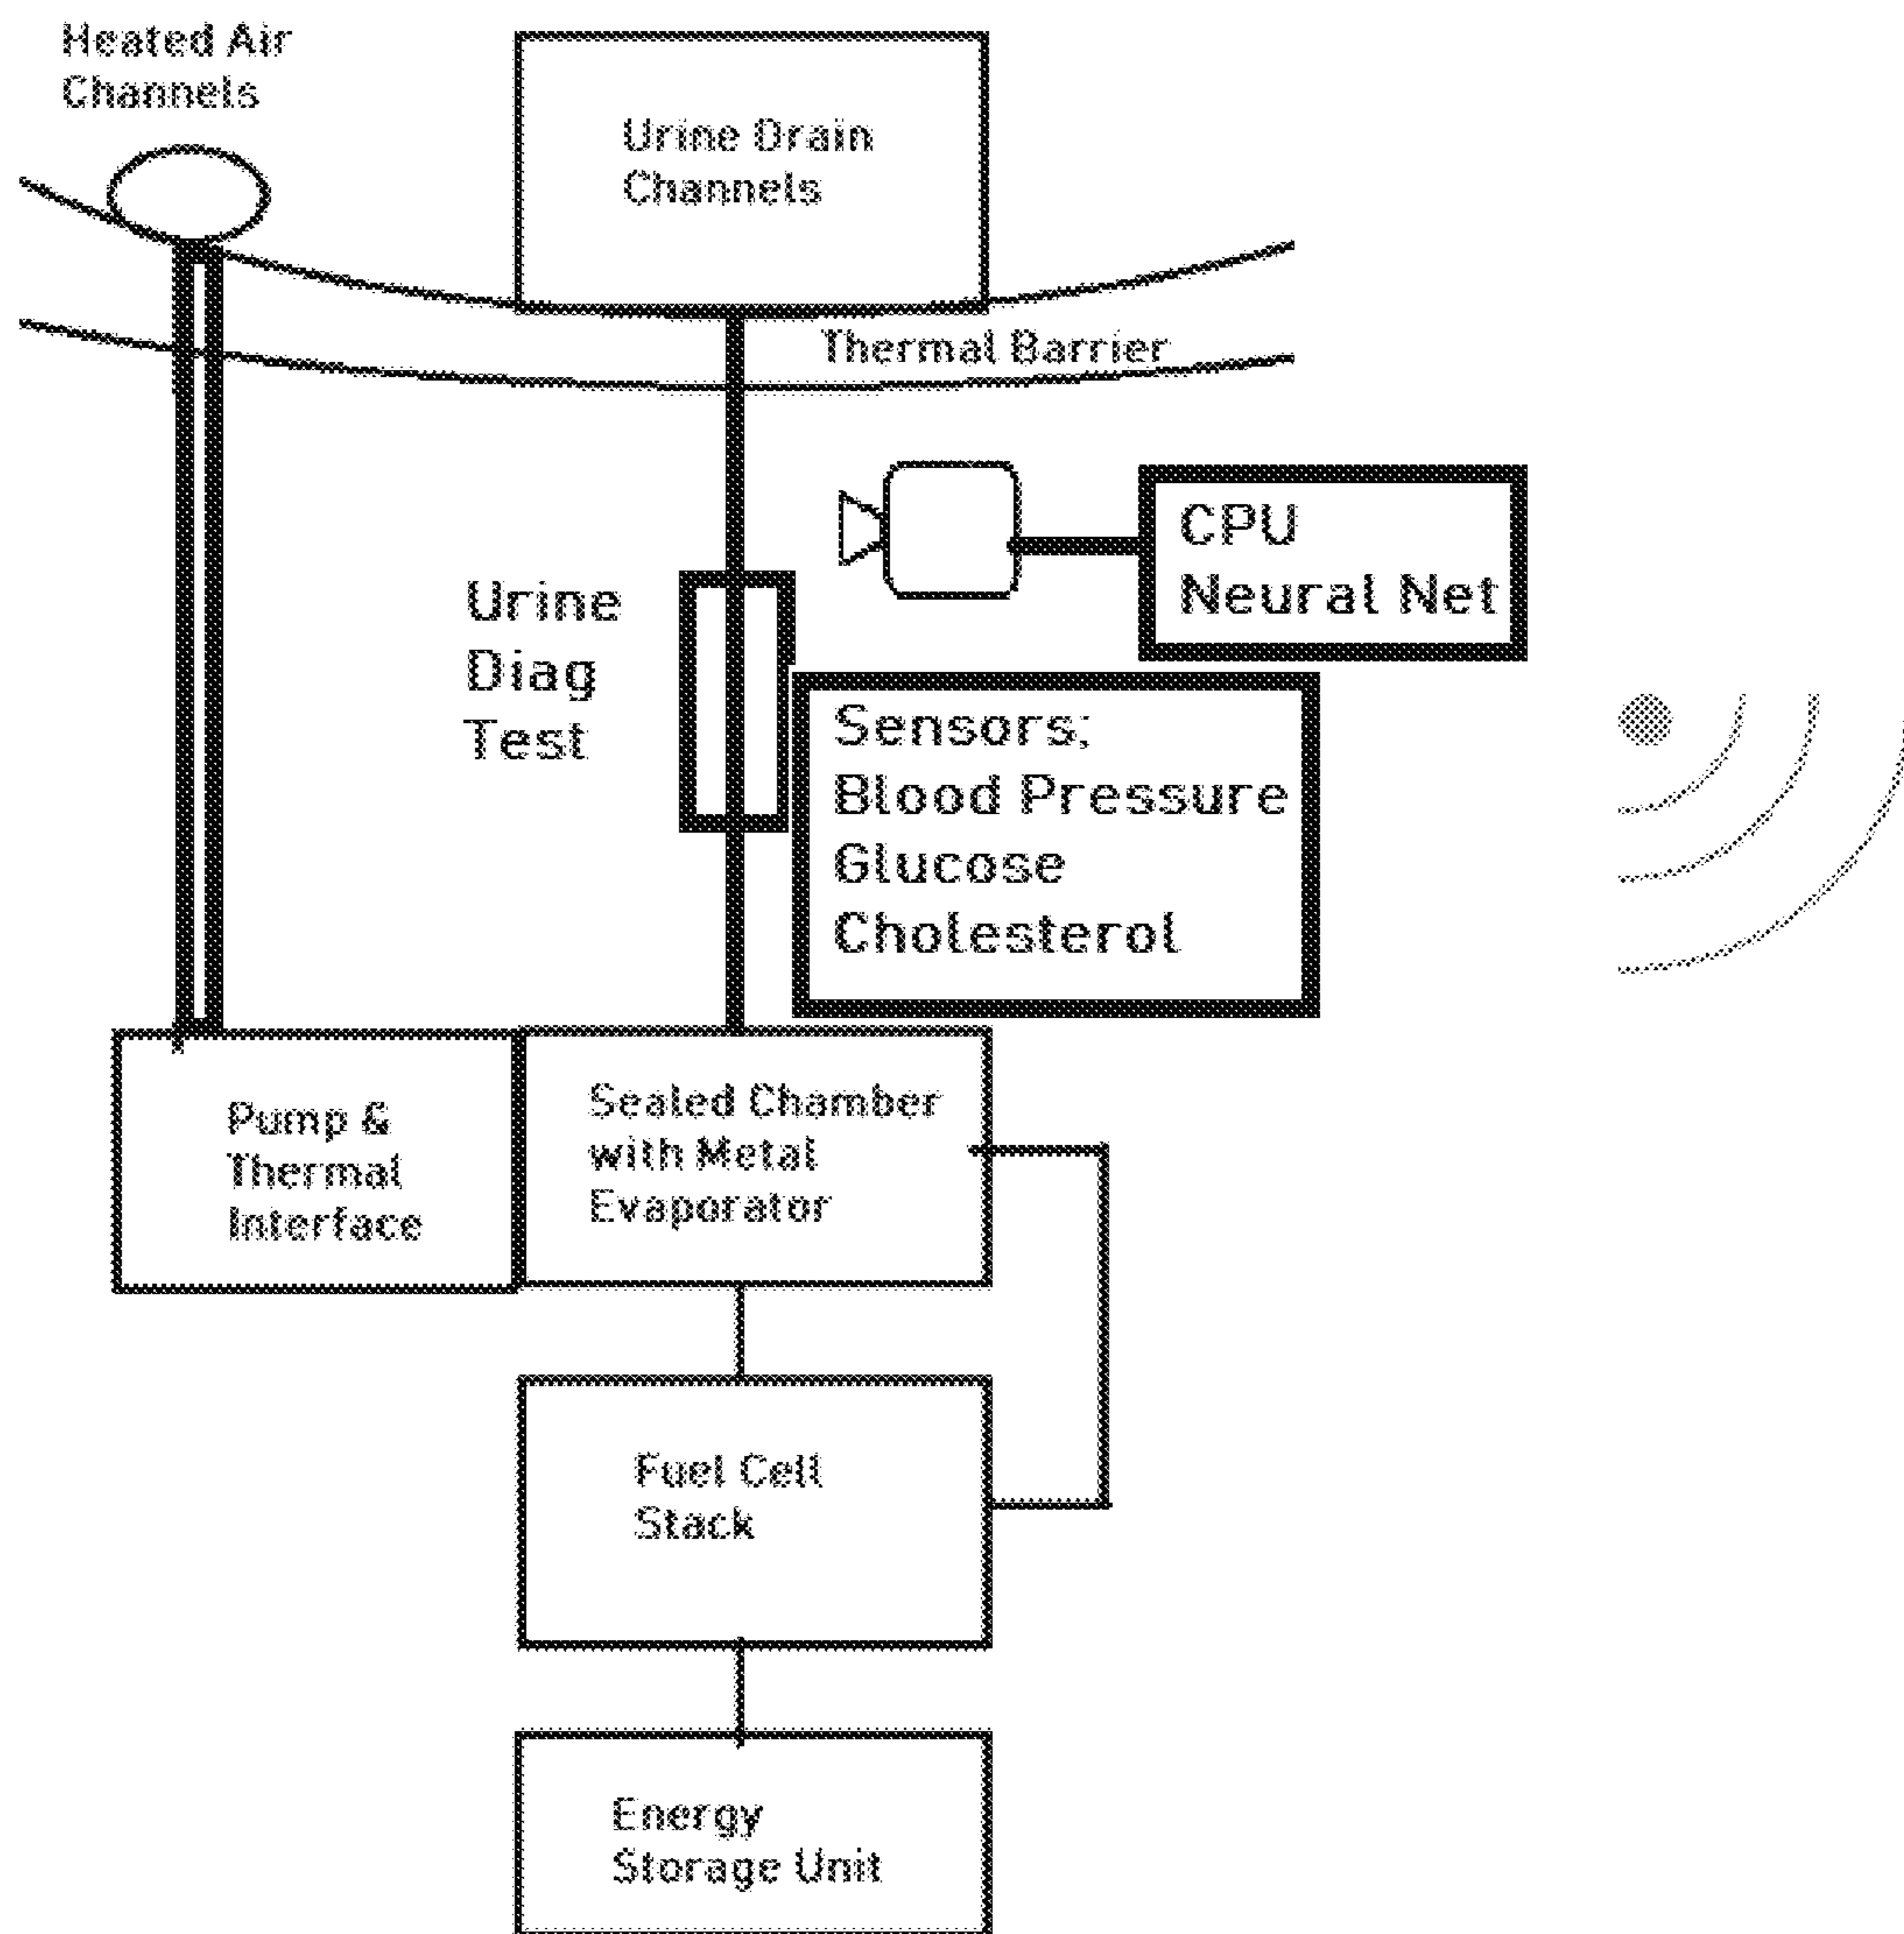 Heated Air
Channels
Urine Drain
Channels
Thermal Barrier
CPU
Neural Net
Urine
Diag
Test
Sensors;
Blood Pressure
Glucose
Cholesterol
Pump &
Thermal
Interface
Sealed Chamber
with Metal
Evaporator
Fuel Cell
Stack
Energy
Storage Unit